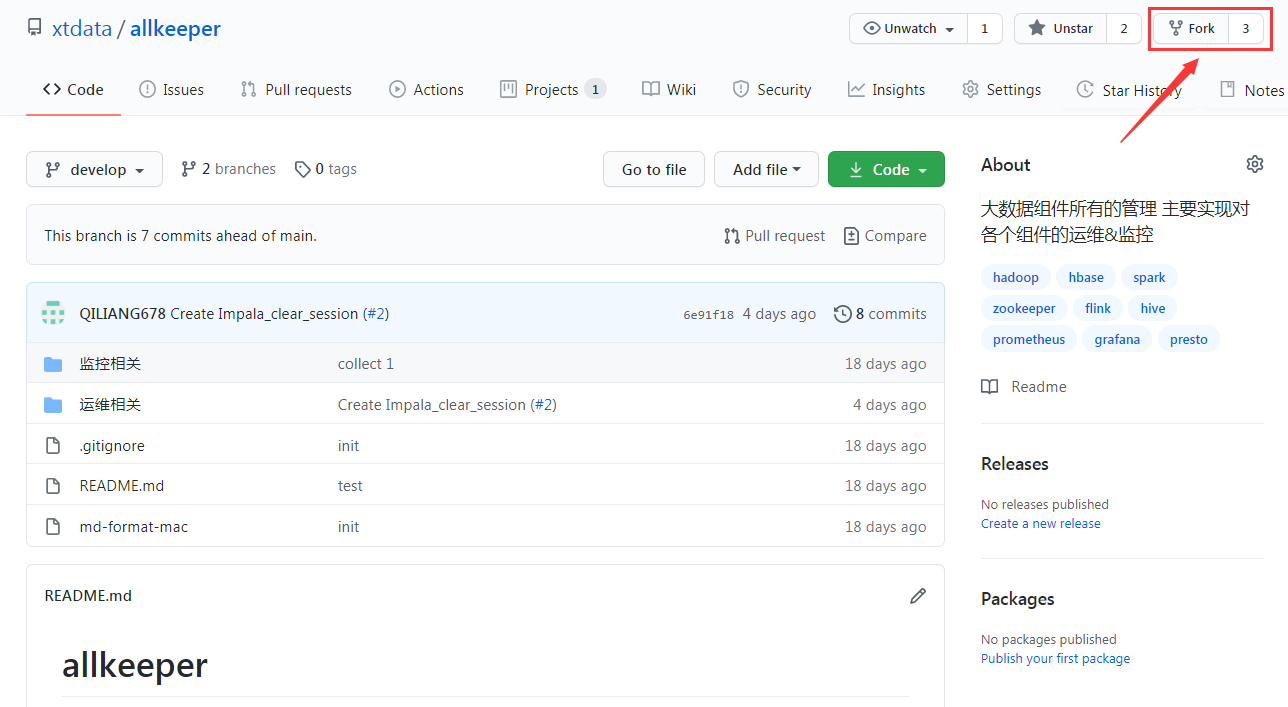 xtdata / allkeeper
Unwatch 1 Unstar 2 Fork 3
Code Issues Pull requests Actions Projects 1 Wiki Security Insights Settings Star History Notes
develop 2 branches 0 tags Go to file Add file Code
This branch is 7 commits ahead of main. Pull request Compare
QILIANG678 Create Impala_clear_session (#2) 6e91f18 4 days ago 8 commits
监控相关 collect 1 18 days ago
运维相关 Create Impala_clear_session (#2) 4 days ago
.gitignore init 18 days ago
README.md test 18 days ago
md-format-mac init 18 days ago
README.md
allkeeper
About
大数据组件所有的管理 主要实现对
各个组件的运维&监控
hadoop hbase spark
zookeeper flink hive
prometheus grafana presto
Readme
Releases
No releases published
Create a new release
Packages
No packages published
Publish your first package